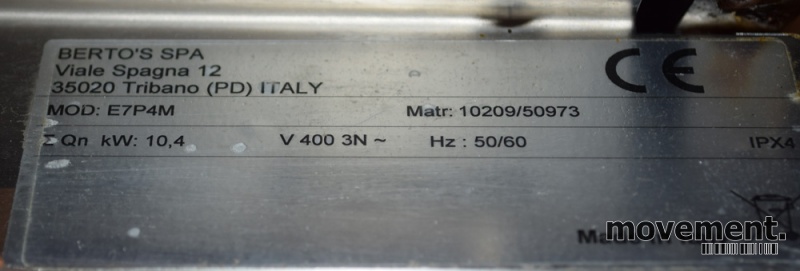 BERTO'S SPA
Viale Spagna 12
35020 Tribano (PD) ITALY
CE
MOD: E7P4M Matr: 10209/50973
Σ Qn kW: 10,4 V 400 3N ~ Hz : 50/60 IPX4
movement.